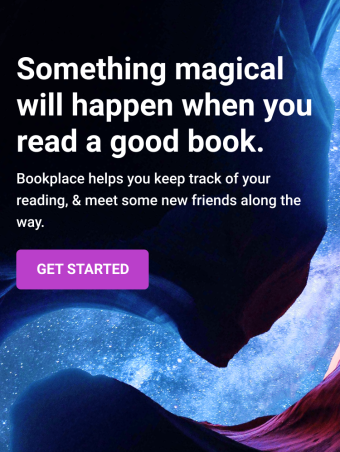 Something magical
will happen when you
read a good book.
Bookplace helps you keep track of your
reading, & meet some new friends along the
way.
GET STARTED